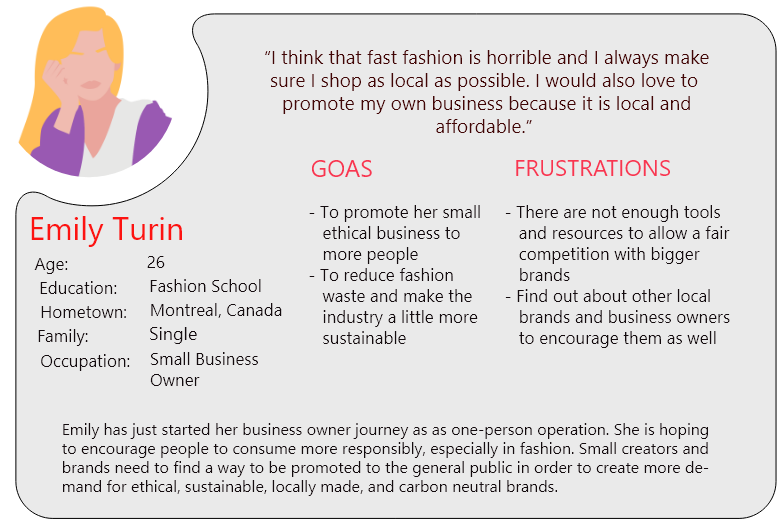 “I think that fast fashion is horrible and I always make
sure I shop as local as possible. I would also love to
promote my own business because it is local and
affordable.”
GOAS
- To promote her small
ethical business to
more people
- To reduce fashion
waste and make the
industry a little more
sustainable
FRUSTRATIONS
- There are not enough tools
and resources to allow a fair
competition with bigger
brands
- Find out about other local
brands and business owners
to encourage them as well
Emily Turin
Age: 26
Education: Fashion School
Hometown: Montreal, Canada
Family: Single
Occupation: Small Business
Owner
Emily has just started her business owner journey as as one-person operation. She is hoping
to encourage people to consume more responsibly, especially in fashion. Small creators and
brands need to find a way to be promoted to the general public in order to create more de-
mand for ethical, sustainable, locally made, and carbon neutral brands.